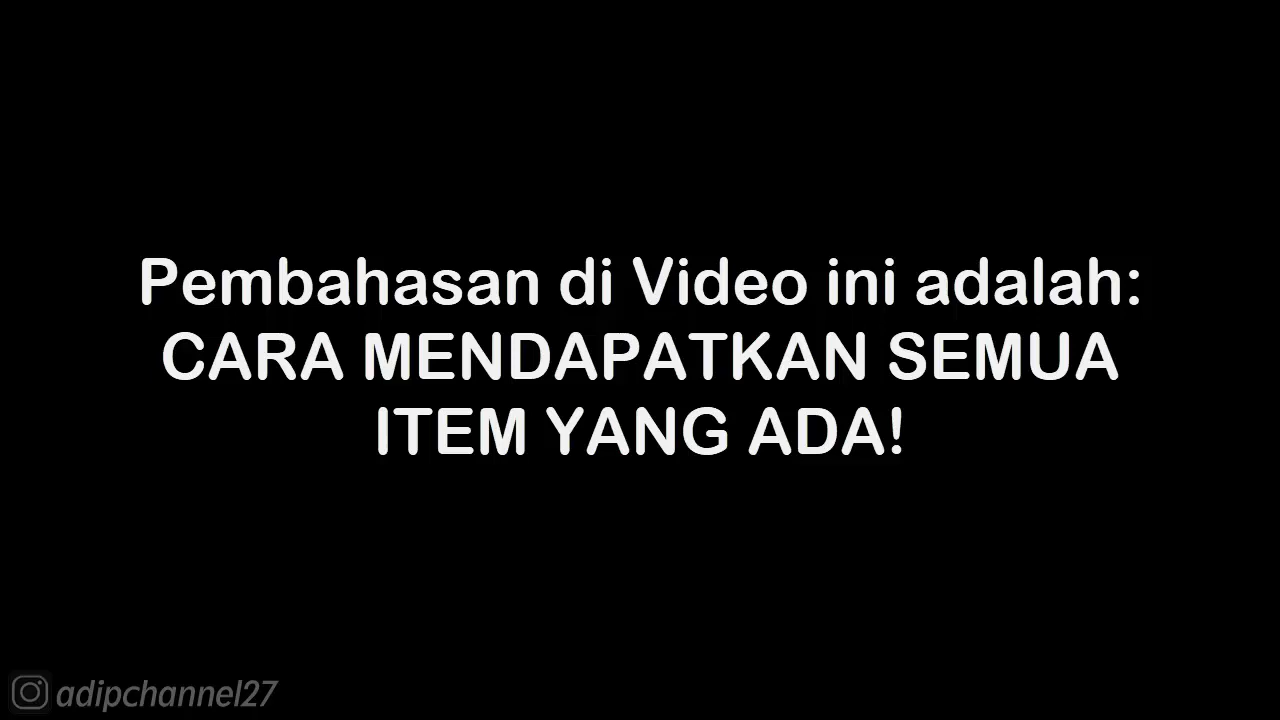 Pembahasan di Video ini adalah:
CARA MENDAPATKAN SEMUA
ITEM YANG ADA!
adipchannel27